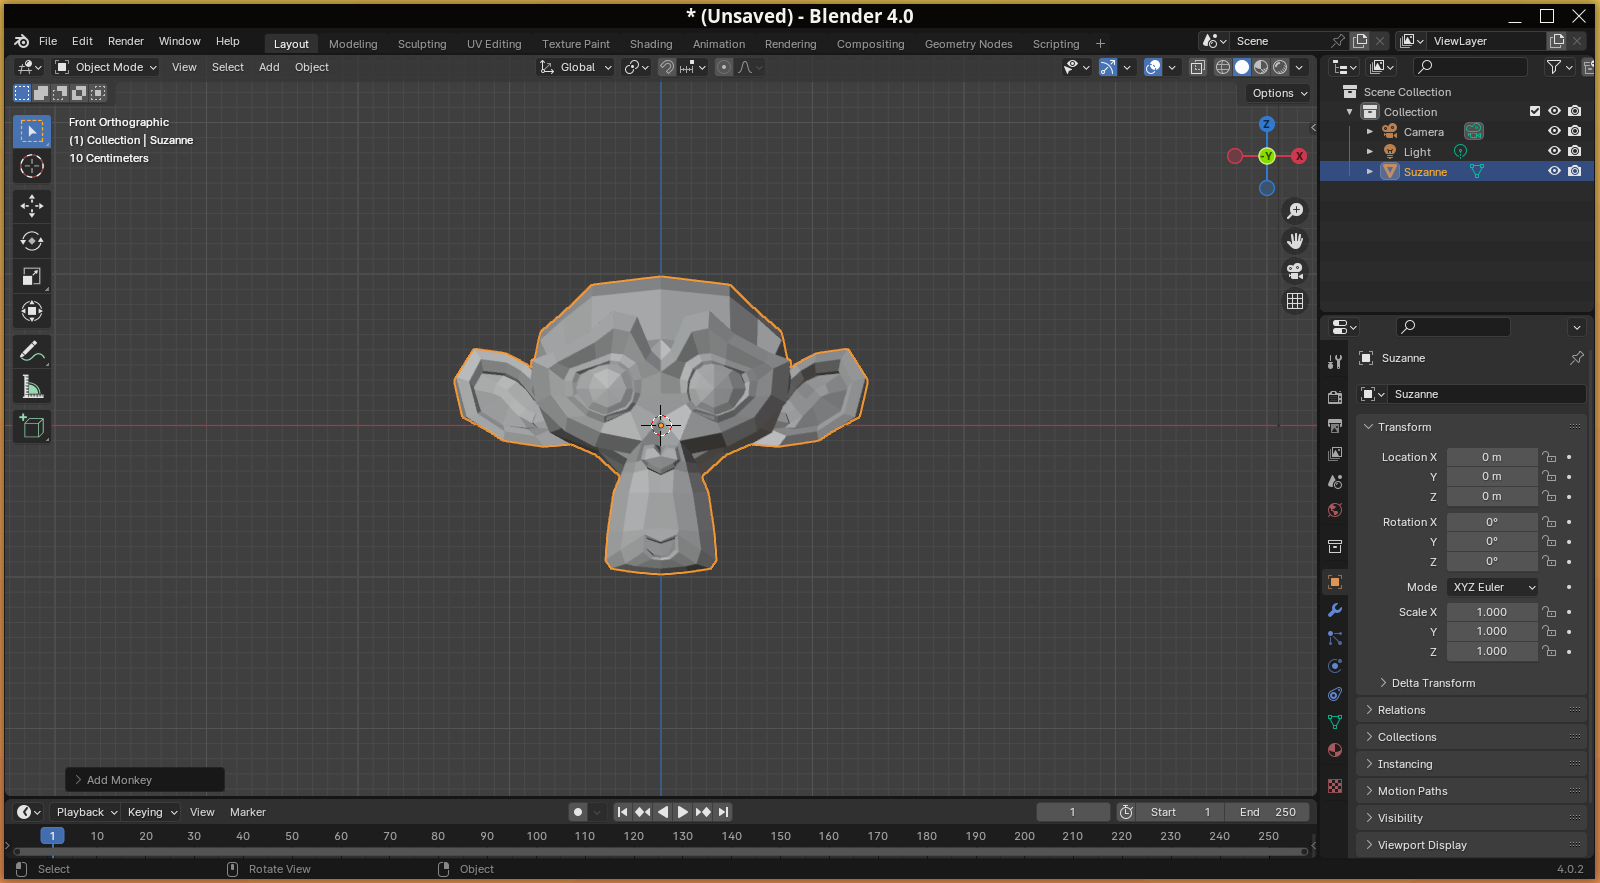 * (Unsaved) - Blender 4.0
File Edit Render Window Help Layout Modeling Sculpting UV Editing Texture Paint Shading Animation Rendering Compositing Geometry Nodes Scripting + Scene ViewLayer
Object Mode View Select Add Object Global
Options
Front Orthographic
(1) Collection | Suzanne
10 Centimeters
Z
-Y X
Add Monkey
Scene Collection
Collection
Camera
Light
Suzanne
Suzanne
Suzanne
Transform
Location X 0 m
Y 0 m
Z 0 m
Rotation X 0°
Y 0°
Z 0°
Mode XYZ Euler
Scale X 1.000
Y 1.000
Z 1.000
Delta Transform
Relations
Collections
Instancing
Motion Paths
Visibility
Viewport Display
Playback Keying View Marker 1 Start 1 End 250
1 10 20 30 40 50 60 70 80 90 100 110 120 130 140 150 160 170 180 190 200 210 220 230 240 250
Select Rotate View Object 4.0.2